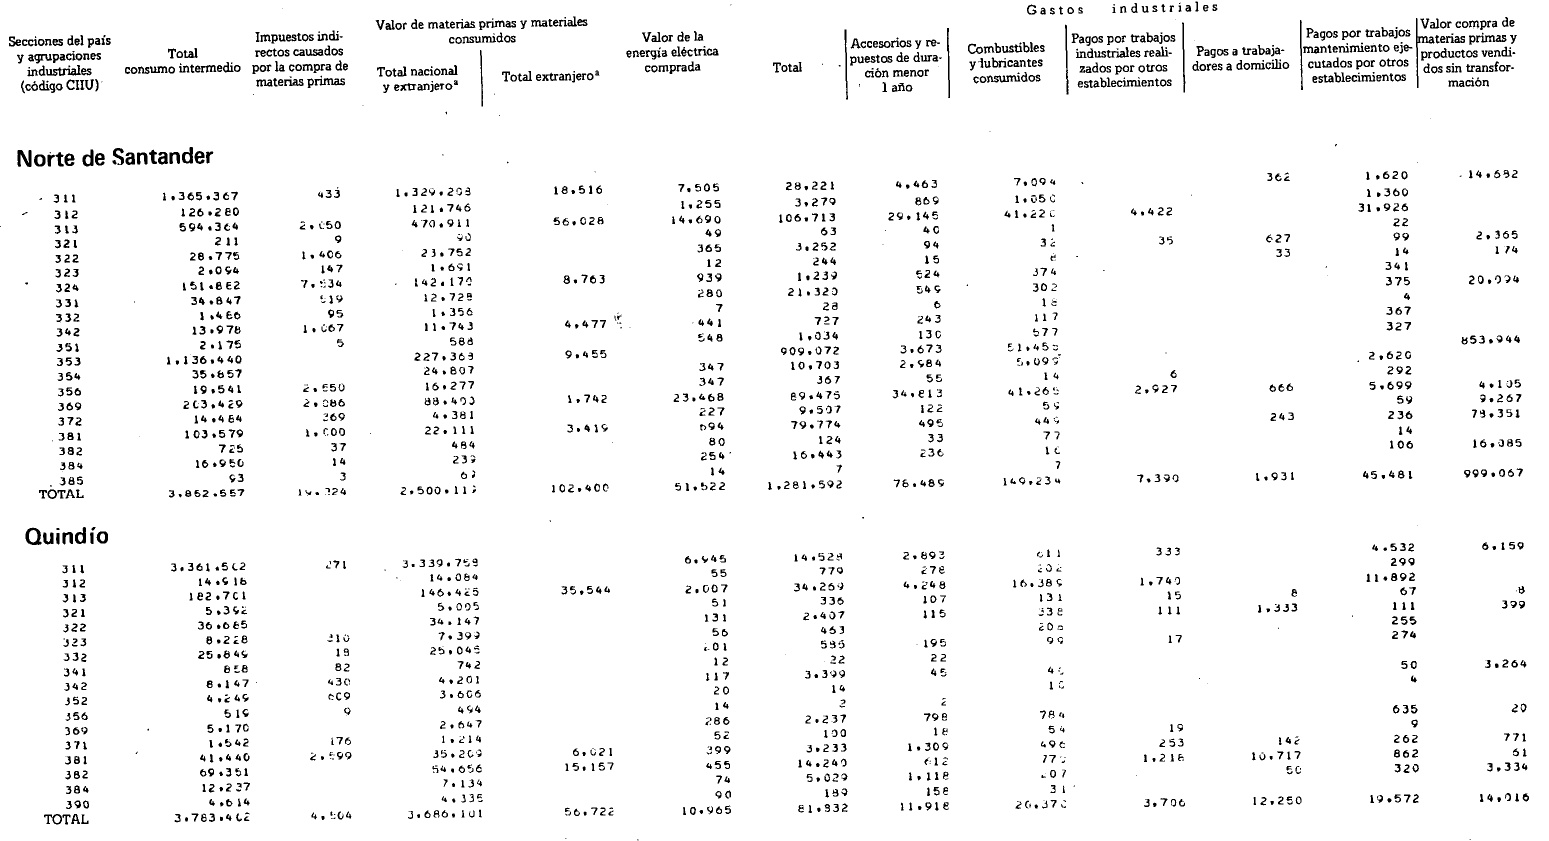 Gastos industriales
Secciones del país y agrupaciones industriales (código CIIU)
Total consumo intermedio
Impuestos indirectos causados por la compra de materias primas
Valor de materias primas y materiales consumidos
Total nacional y extranjero^a
Total extranjero^a
Valor de la energía eléctrica comprada
Total
Accesorios y repuestos de duración menor 1 año
Combustibles y lubricantes consumidos
Pagos por trabajos industriales realizados por otros establecimientos
Pagos a trabajadores a domicilio
Pagos por trabajos mantenimiento ejecutados por otros establecimientos
Valor compra de materias primas y productos vendidos sin transformación
Norte de Santander
311 1.365.367 433 1.329.208 18.516 7.505 28.221 4.463 7.094 362 1.620 14.682
312 126.280 121.746 1.255 3.279 869 1.050 1.360
313 594.364 2.050 470.911 56.028 14.690 106.713 29.145 41.220 4.422 31.926
321 211 9 90 49 63 40 1 22
322 28.775 1.406 23.752 365 3.252 94 32 35 627 99 2.365
323 2.094 147 1.691 12 244 15 8 33 14 174
324 151.882 7.534 142.170 8.763 939 1.239 524 374 341
331 34.847 519 12.728 280 21.320 549 302 375 20.094
332 1.486 95 1.356 7 28 6 18 4
342 13.978 1.067 11.743 4.477 441 727 243 117 367
351 2.175 5 588 548 1.034 130 577 327
353 1.136.440 227.368 9.455 909.072 3.673 51.455 853.944
354 35.857 24.807 347 10.703 2.984 5.099 2.620
356 19.541 2.550 16.277 347 367 55 14 6 292
369 203.429 2.086 88.400 1.742 23.468 89.475 34.813 41.265 2.927 666 5.699 4.105
372 14.484 369 4.381 227 9.507 122 59 59 9.267
381 103.579 1.000 22.111 3.419 694 79.774 495 449 243 236 78.351
382 725 37 484 80 124 33 77 14
384 16.950 14 239 254 16.443 236 16 106 16.085
385 93 3 69 14 7 7
TOTAL 3.862.557 19.324 2.500.112 102.400 51.522 1.281.592 76.489 149.234 7.390 1.931 45.481 999.067
Quindío
311 3.361.502 271 3.339.758 6.945 14.528 2.893 611 333 4.532 6.159
312 14.918 14.084 55 779 278 202 299
313 182.701 146.425 35.544 2.007 34.269 4.248 16.389 1.740 11.892
321 5.392 5.005 51 336 107 131 15 8 67 8
322 36.685 34.147 131 2.407 115 338 111 1.333 111 399
323 8.228 310 7.399 56 463 208 255
332 25.849 18 25.045 201 585 195 99 17 274
341 858 82 742 12 22 22
342 8.147 430 4.201 117 3.399 45 50 3.264
352 4.249 609 3.606 20 14 10 4
356 519 9 494 14 2 2
369 5.170 2.647 286 2.237 798 784 635 20
371 1.542 176 1.214 52 100 18 54 19 9
381 41.440 2.599 35.209 6.021 399 3.233 1.309 496 253 142 262 771
382 69.351 54.656 15.157 455 14.240 612 775 1.218 10.717 862 61
384 12.237 7.134 74 5.029 1.118 207 50 320 3.334
390 4.614 4.335 90 189 158 31
TOTAL 3.783.402 4.504 3.686.101 56.722 10.965 81.832 11.918 20.370 3.706 12.250 19.572 14.016